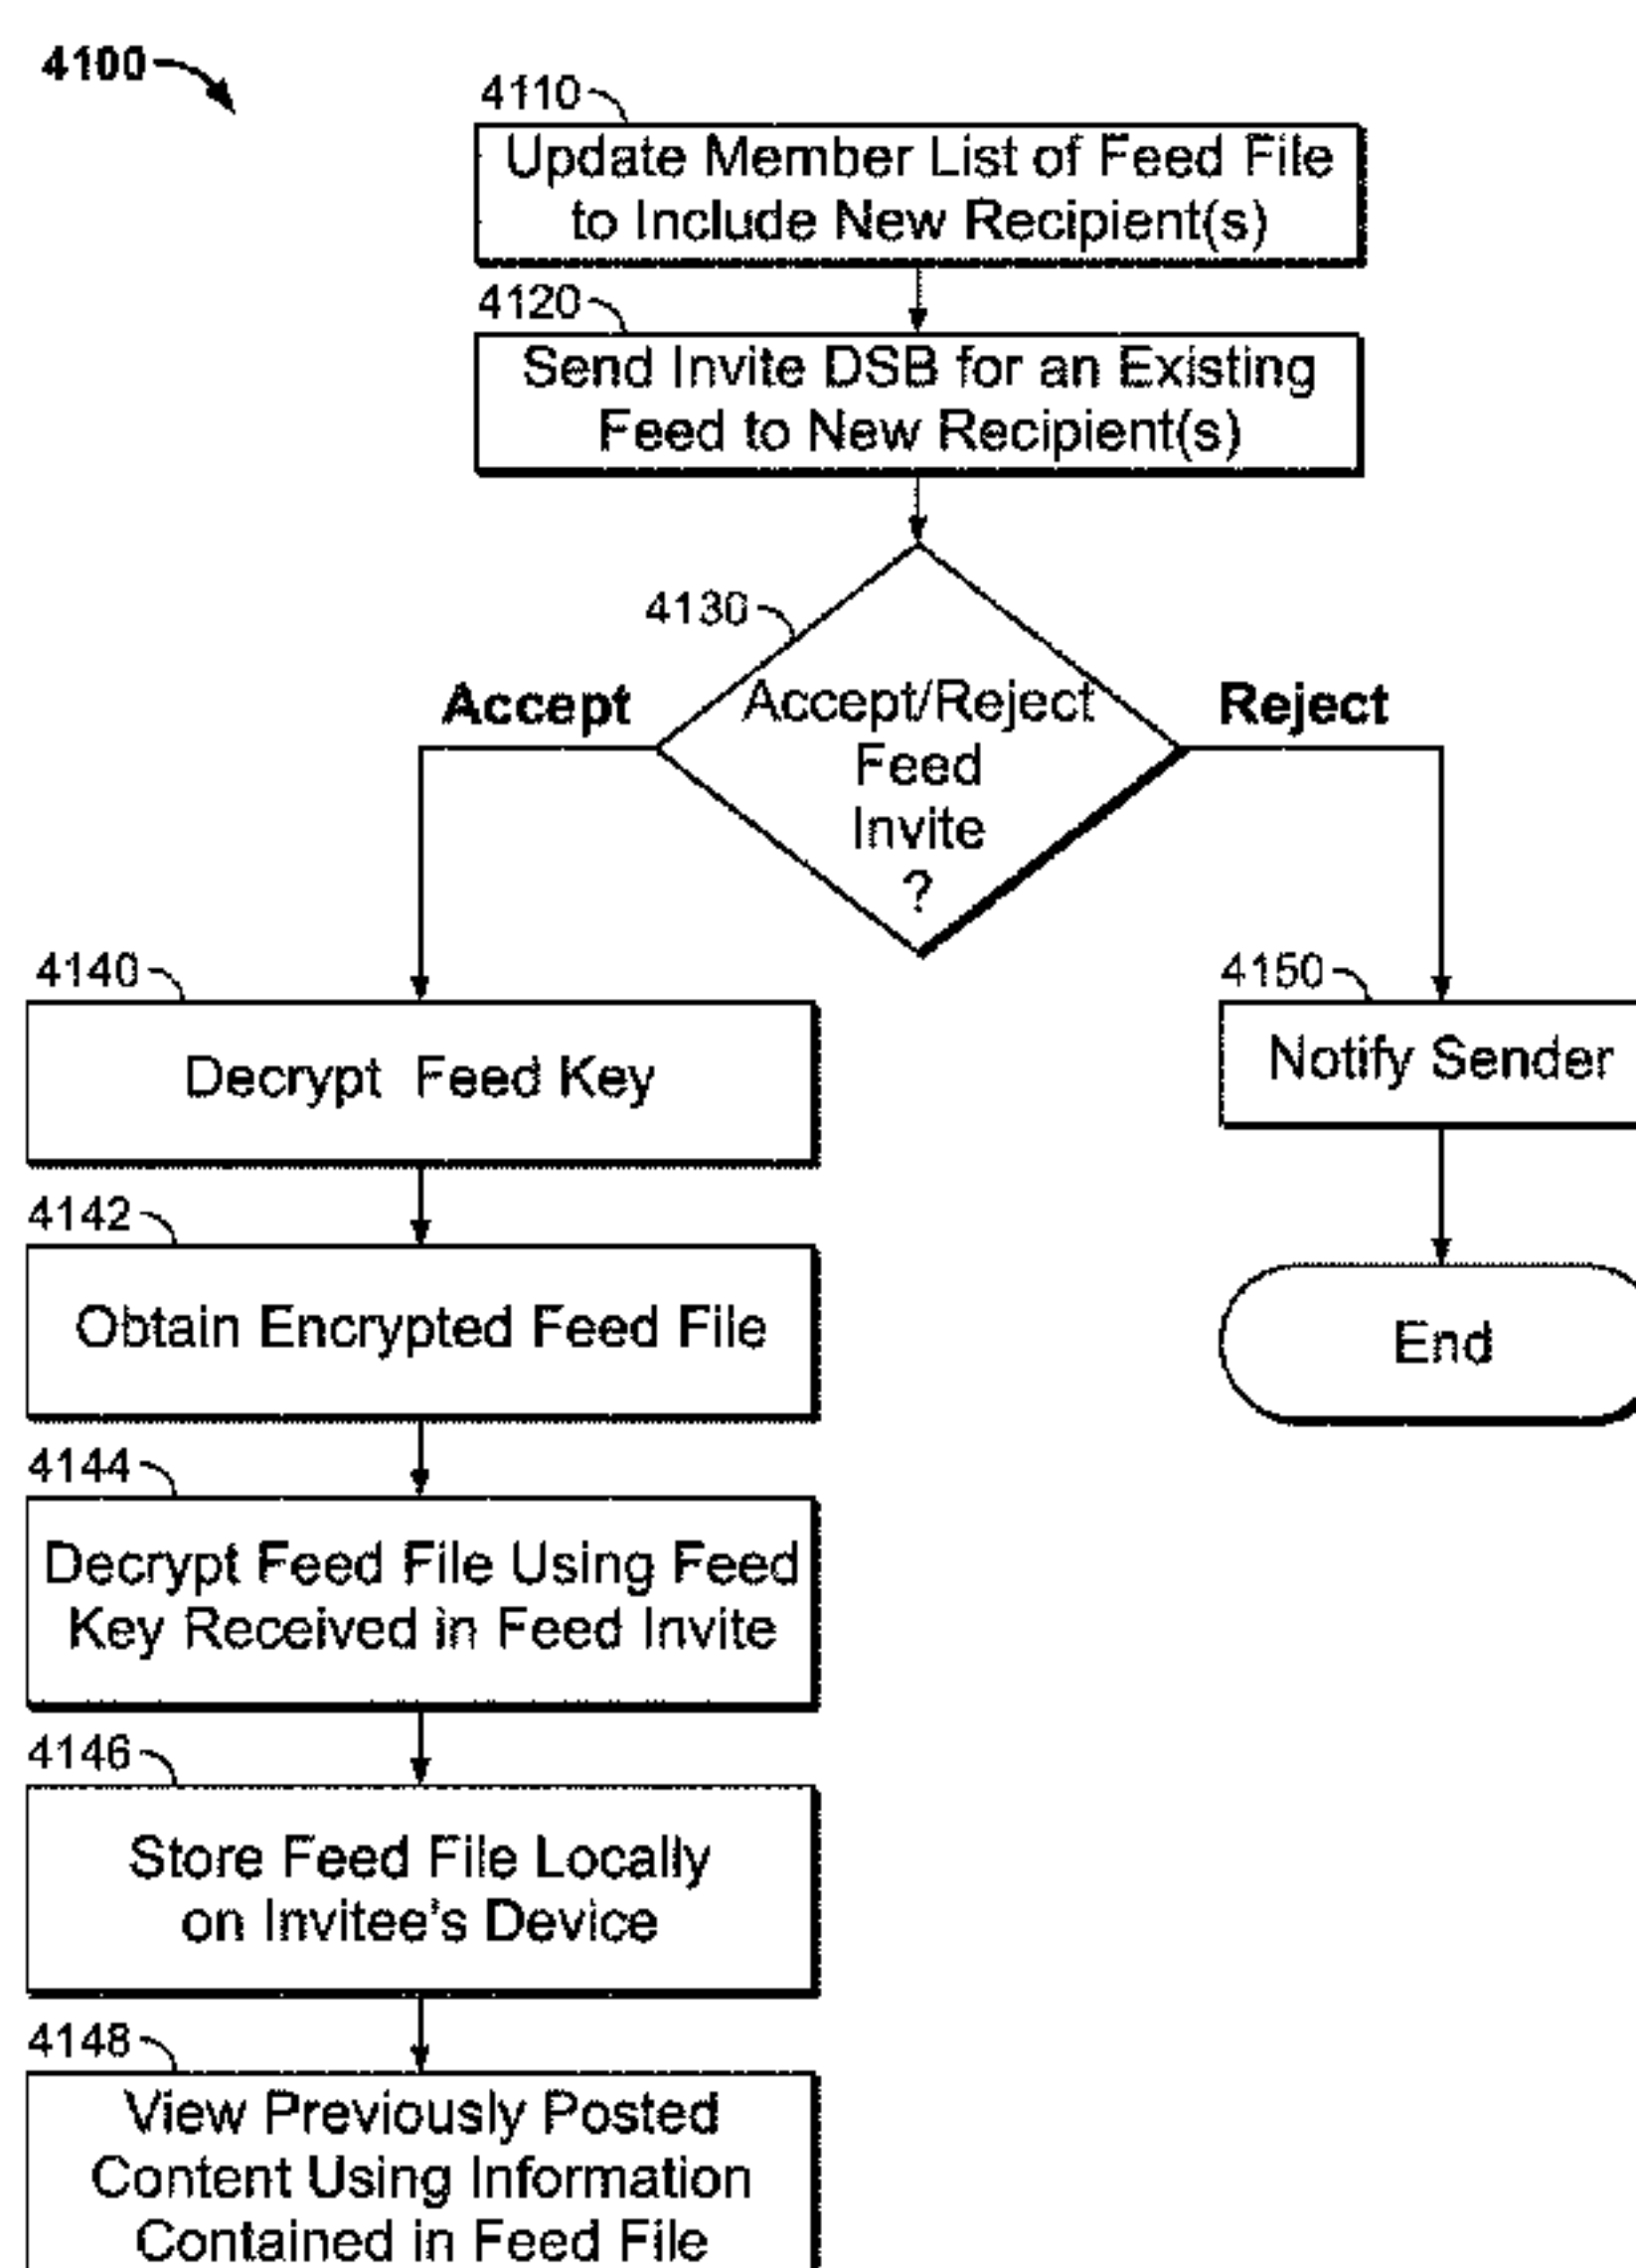 4100
4110
Update Member List of Feed File
to Include New Recipient(s)
4120
Send Invite DSB for an Existing
Feed to New Recipient(s)
4130
Accept
Accept/Reject
Feed
Invite
?
Reject
4140
Decrypt Feed Key
4150
Notify Sender
4142
Obtain Encrypted Feed File
End
4144
Decrypt Feed File Using Feed
Key Received in Feed Invite
4146
Store Feed File Locally
on Invitee's Device
4148
View Previously Posted
Content Using Information
Contained in Feed File